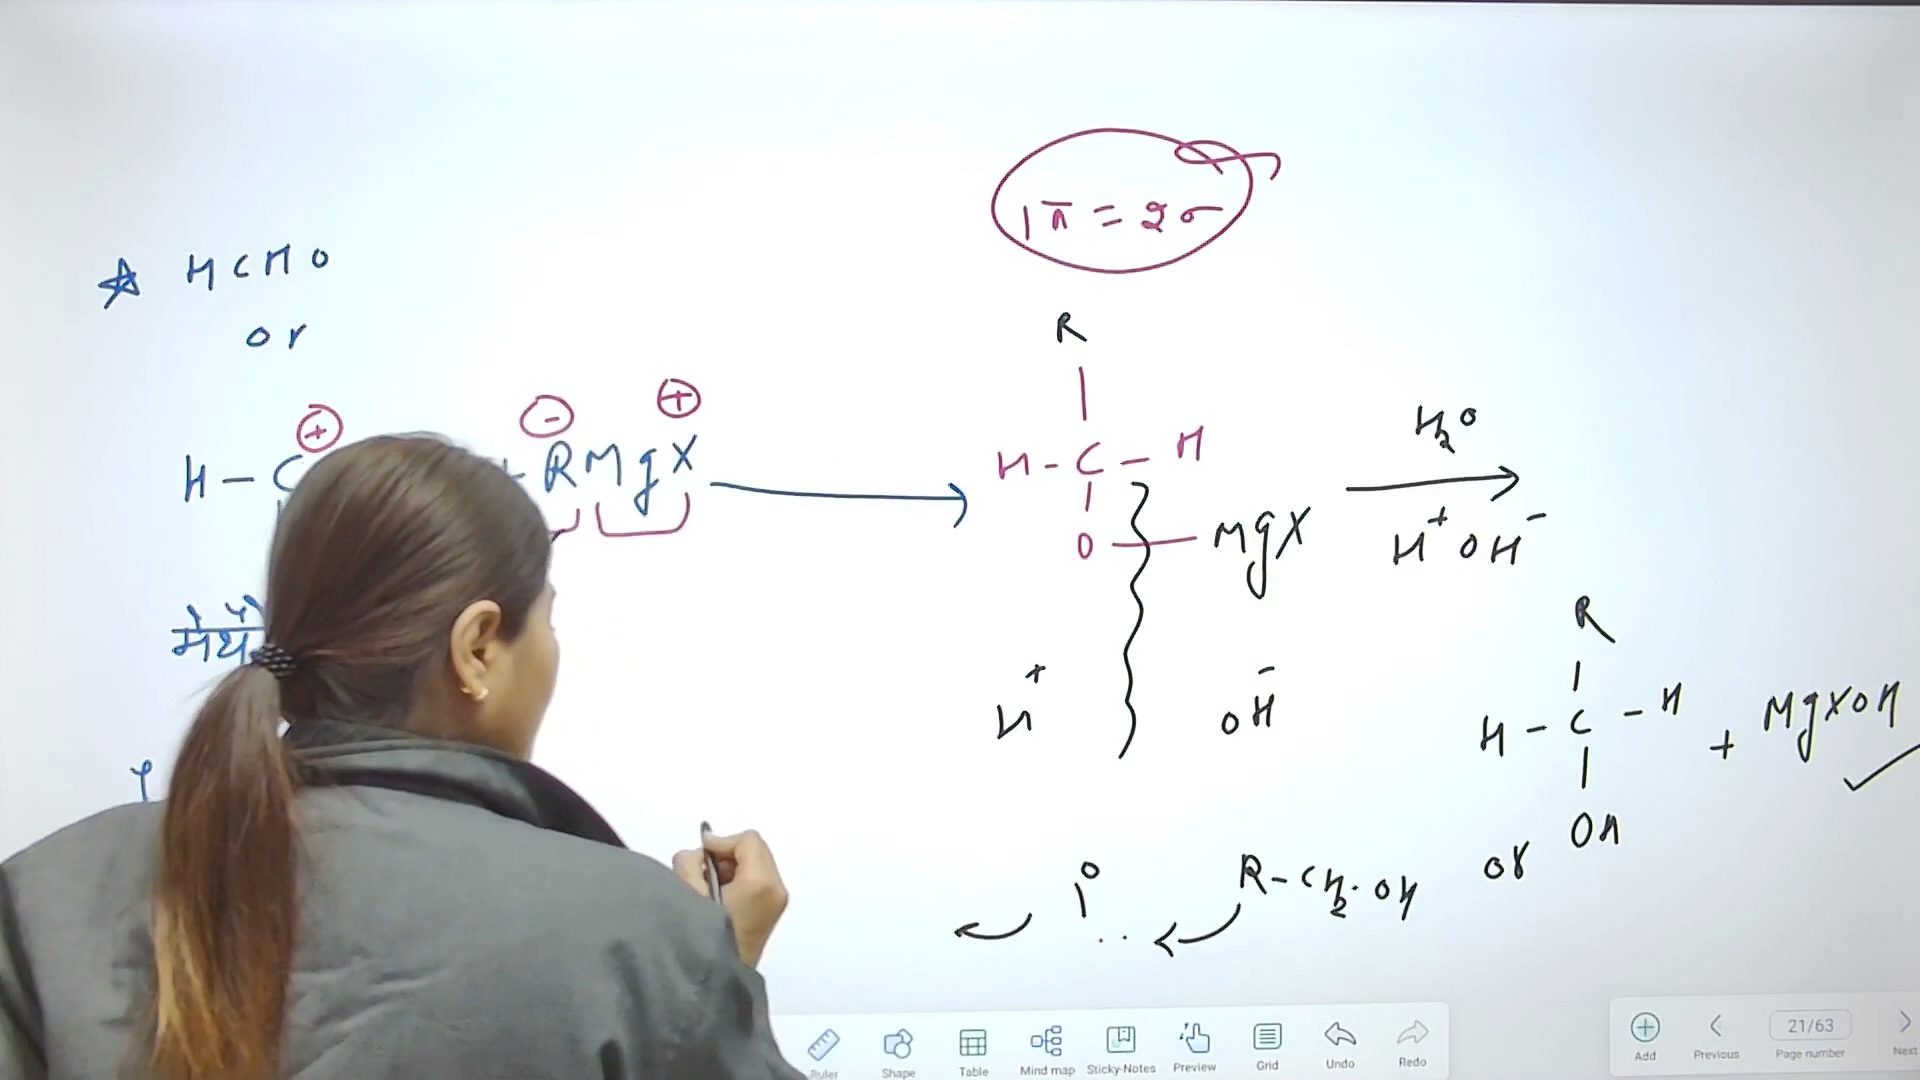 1π = 2σ
HCHO
or
R
+
-
+
H - C
RMgX
H - C - H
O - MgX
H₂O
H⁺ OH⁻
H⁺
OH⁻
R
H - C - H + MgXOH
OH
or
R - CH₂·OH
1°
Ruler
Shape
Table
Mind map
Sticky-Notes
Preview
Grid
Undo
Redo
Add
Previous
21/63
Page number
Next